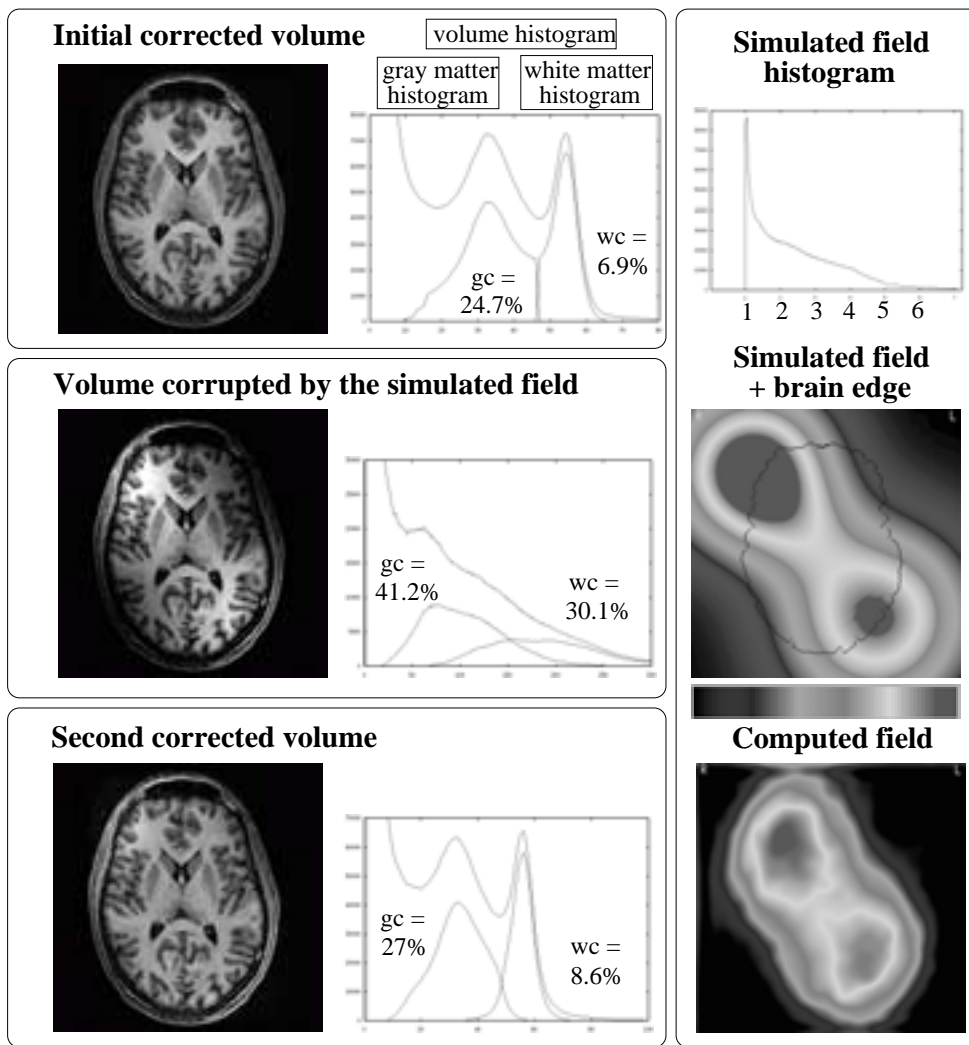 Initial corrected volume
volume histogram
gray matter
histogram
white matter
histogram
gc =
24.7%
wc =
6.9%
Volume corrupted by the simulated field
gc =
41.2%
wc =
30.1%
Second corrected volume
gc =
27%
wc =
8.6%
Simulated field
histogram
1 2 3 4 5 6
Simulated field
+ brain edge
Computed field